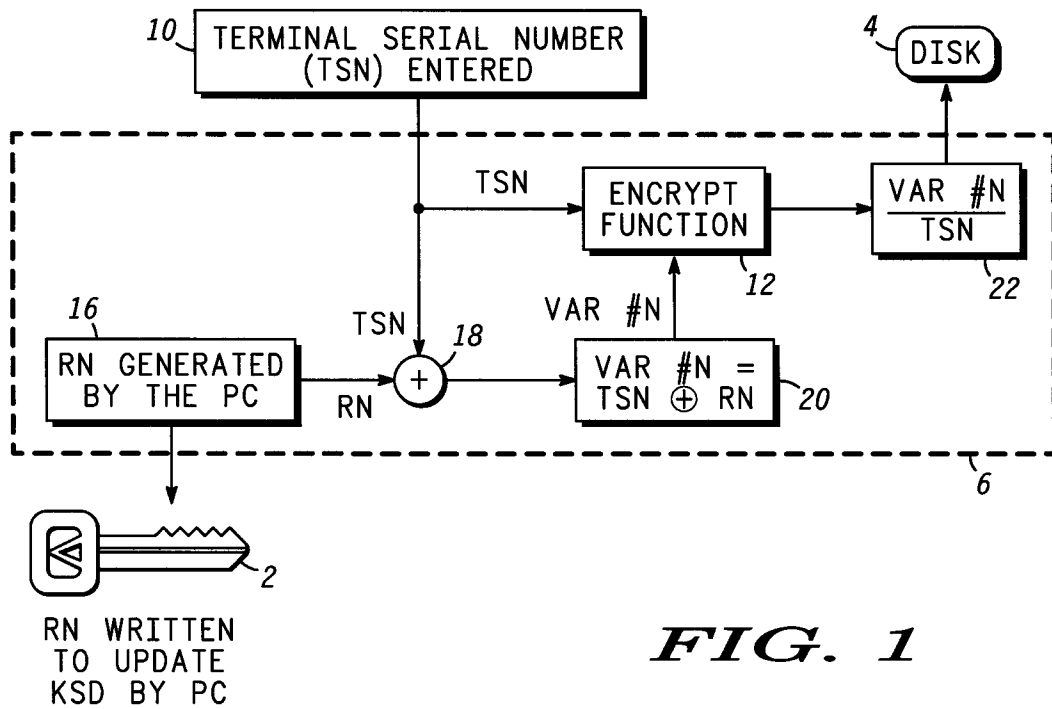 10
TERMINAL SERIAL NUMBER
(TSN) ENTERED
4
DISK
TSN
ENCRYPT
FUNCTION
12
VAR #N
TSN
22
16
RN GENERATED
BY THE PC
TSN
RN
+
18
VAR #N
VAR #N =
TSN ⊕ RN
20
6
2
RN WRITTEN
TO UPDATE
KSD BY PC
FIG. 1